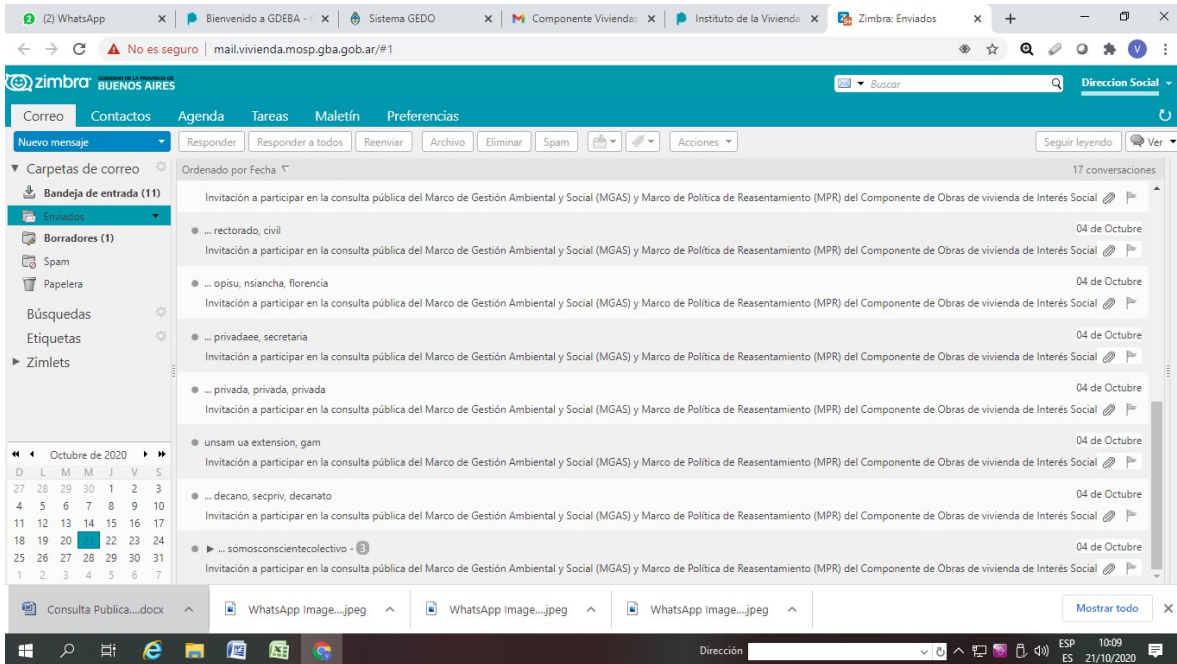 (2) WhatsApp
Bienvenido a GDEBA -
Sistema GEDO
Componente Viviendas
Instituto de la Vivienda
Zimbra: Enviados
No es seguro mail.vivienda.mosp.gba.gob.ar/#1
V
zimbra GOBIERNO DE LA PROVINCIA DE
BUENOS AIRES
Buscar
Direccion Social
Correo Contactos Agenda Tareas Maletín Preferencias
Nuevo mensaje Responder Responder a todos Reenviar Archivo Eliminar Spam Acciones Seguir leyendo Ver
Carpetas de correo
Bandeja de entrada (11)
Enviados
Borradores (1)
Spam
Papelera
Búsquedas
Etiquetas
Zimlets
Octubre de 2020
D L M M J V S
27 28 29 30 1 2 3
4 5 6 7 8 9 10
11 12 13 14 15 16 17
18 19 20 21 22 23 24
25 26 27 28 29 30 31
1 2 3 4 5 6 7
Ordenado por Fecha 17 conversaciones
Invitación a participar en la consulta pública del Marco de Gestión Ambiental y Social (MGAS) y Marco de Política de Reasentamiento (MPR) del Componente de Obras de vivienda de Interés Social
... rectorado, civil 04 de Octubre
Invitación a participar en la consulta pública del Marco de Gestión Ambiental y Social (MGAS) y Marco de Política de Reasentamiento (MPR) del Componente de Obras de vivienda de Interés Social
... opisu, nsiancha, florencia 04 de Octubre
Invitación a participar en la consulta pública del Marco de Gestión Ambiental y Social (MGAS) y Marco de Política de Reasentamiento (MPR) del Componente de Obras de vivienda de Interés Social
... privadaee, secretaria 04 de Octubre
Invitación a participar en la consulta pública del Marco de Gestión Ambiental y Social (MGAS) y Marco de Política de Reasentamiento (MPR) del Componente de Obras de vivienda de Interés Social
... privada, privada, privada 04 de Octubre
Invitación a participar en la consulta pública del Marco de Gestión Ambiental y Social (MGAS) y Marco de Política de Reasentamiento (MPR) del Componente de Obras de vivienda de Interés Social
unsam ua extension, gam 04 de Octubre
Invitación a participar en la consulta pública del Marco de Gestión Ambiental y Social (MGAS) y Marco de Política de Reasentamiento (MPR) del Componente de Obras de vivienda de Interés Social
... decano, secpriv, decanato 04 de Octubre
Invitación a participar en la consulta pública del Marco de Gestión Ambiental y Social (MGAS) y Marco de Política de Reasentamiento (MPR) del Componente de Obras de vivienda de Interés Social
... somosconscientecolectivo - 3 04 de Octubre
Invitación a participar en la consulta pública del Marco de Gestión Ambiental y Social (MGAS) y Marco de Política de Reasentamiento (MPR) del Componente de Obras de vivienda de Interés Social
Consulta Publica....docx WhatsApp Image....jpeg WhatsApp Image....jpeg WhatsApp Image....jpeg Mostrar todo
Dirección ESP 10:09
ES 21/10/2020